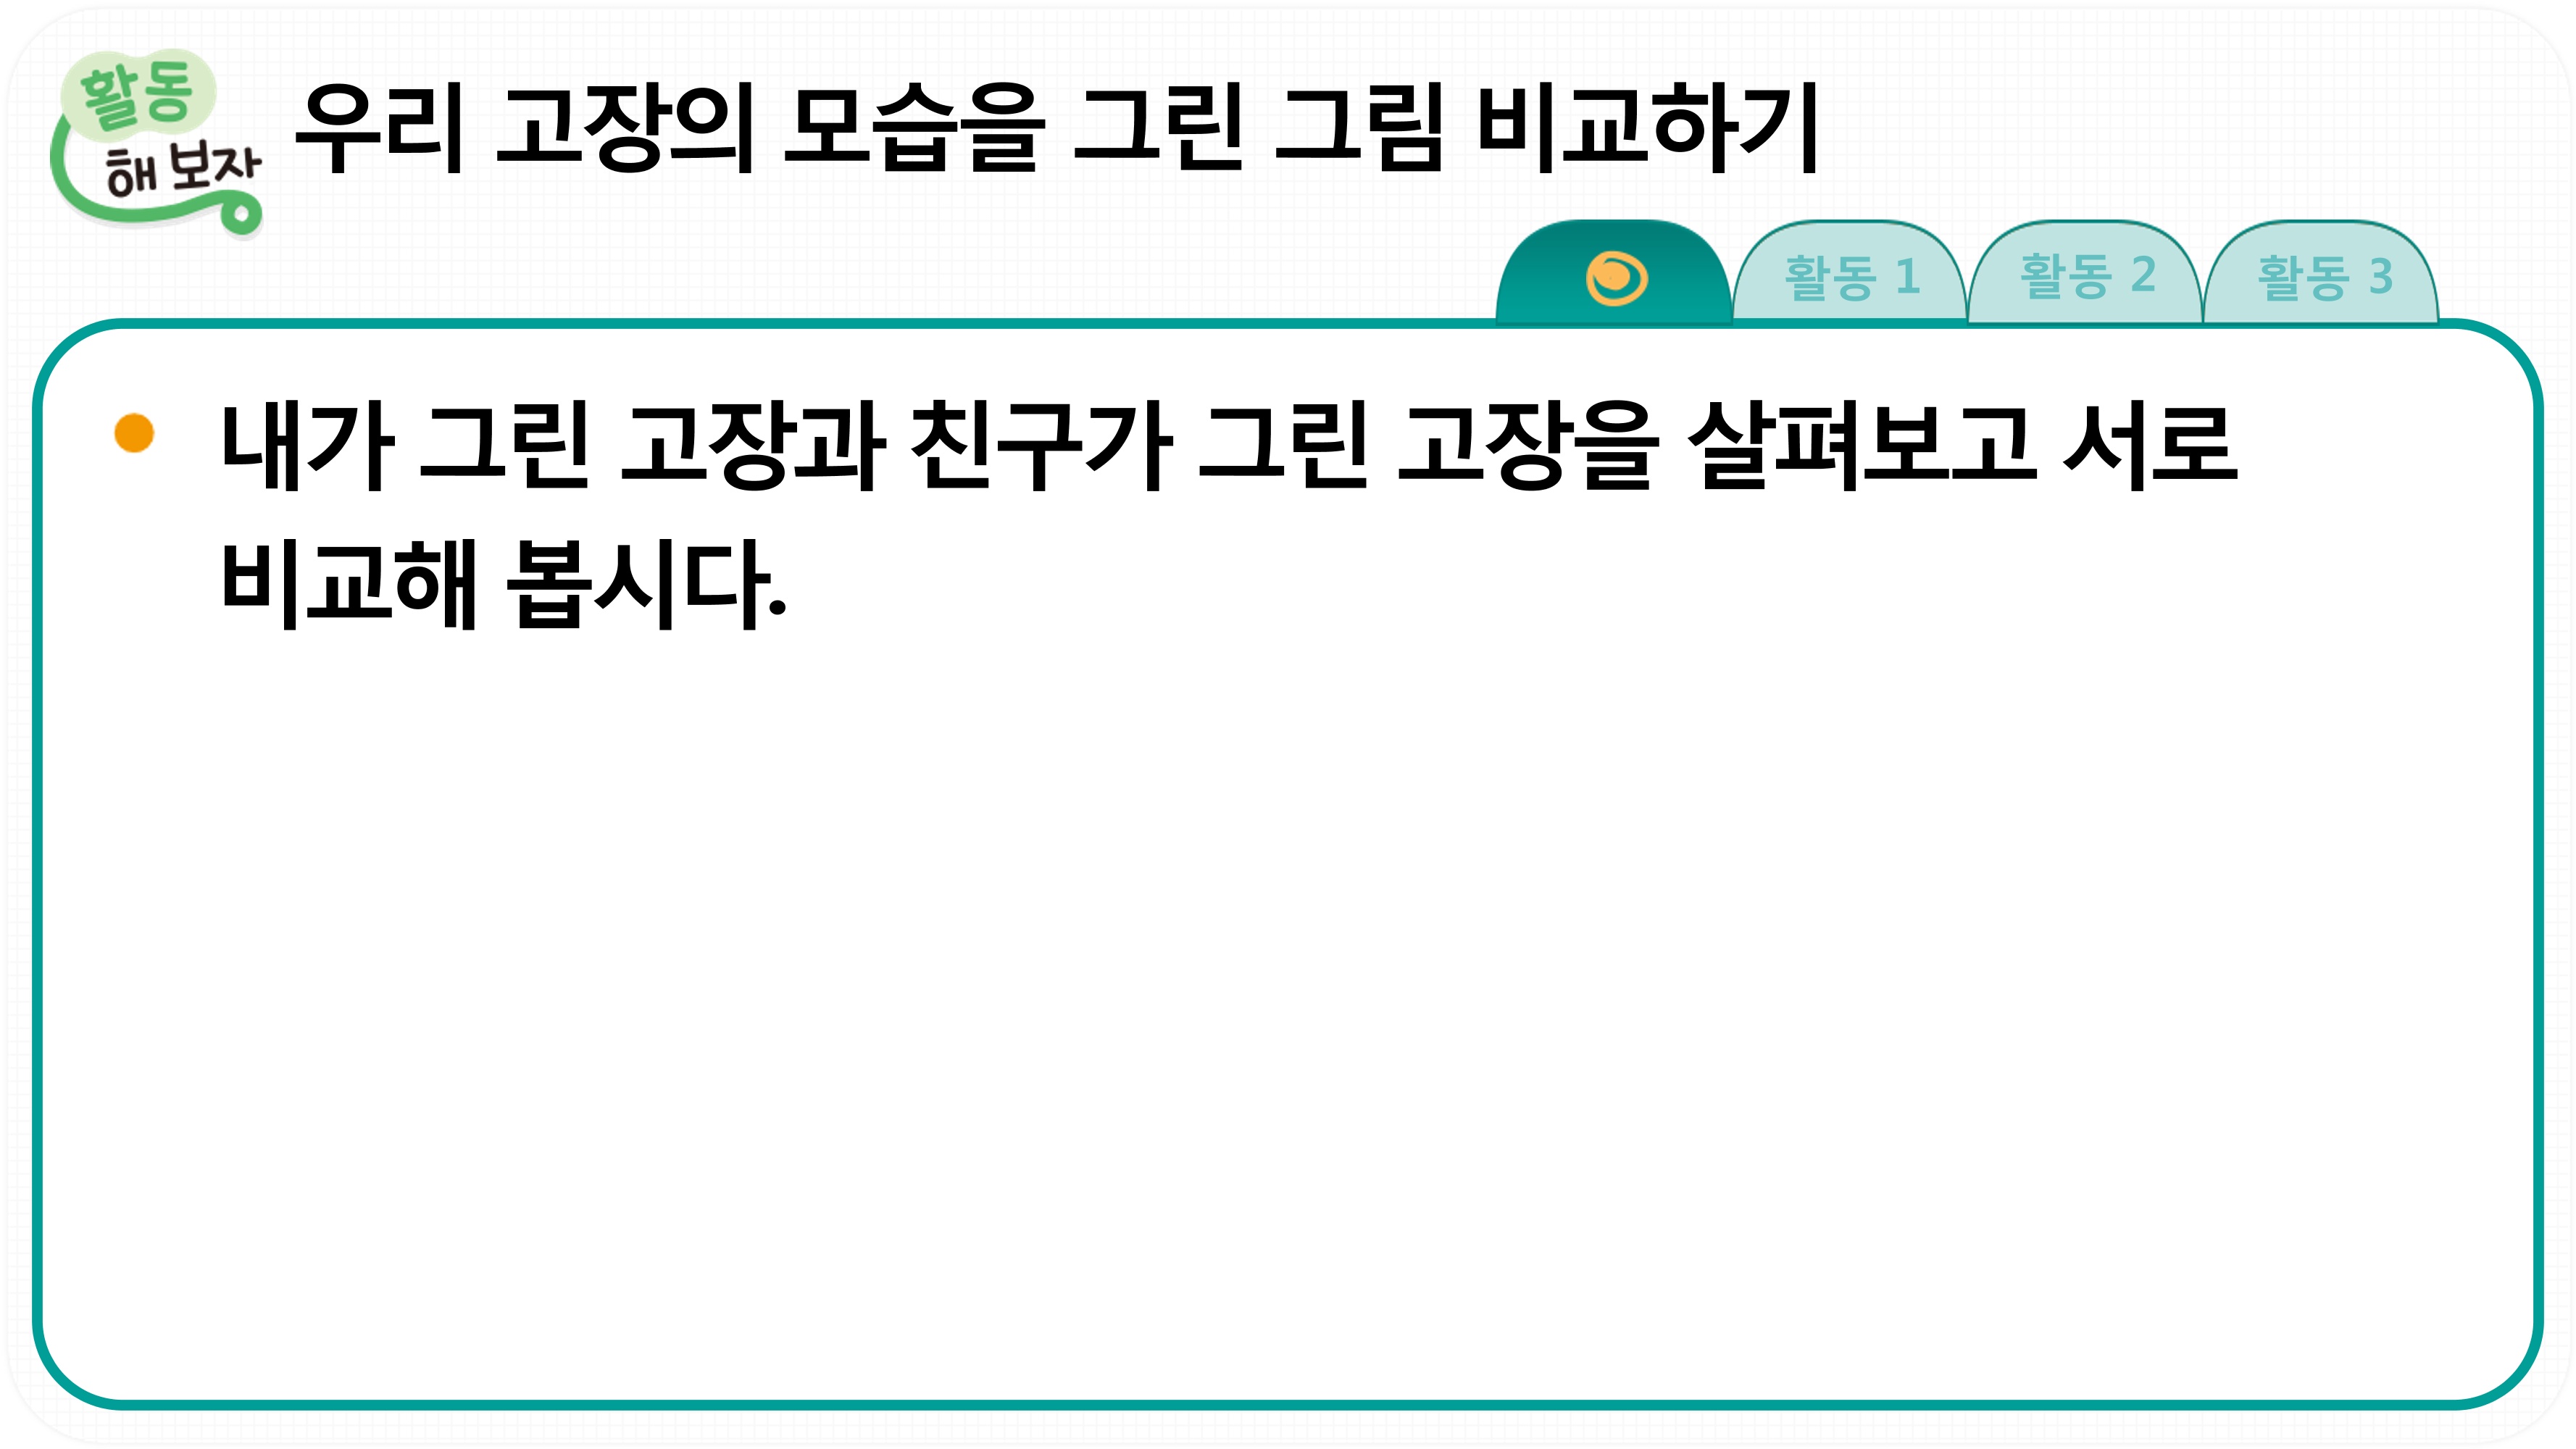 활동
해 보자
우리 고장의 모습을 그린 그림 비교하기
활동 1
활동 2
활동 3
내가 그린 고장과 친구가 그린 고장을 살펴보고 서로
비교해 봅시다.